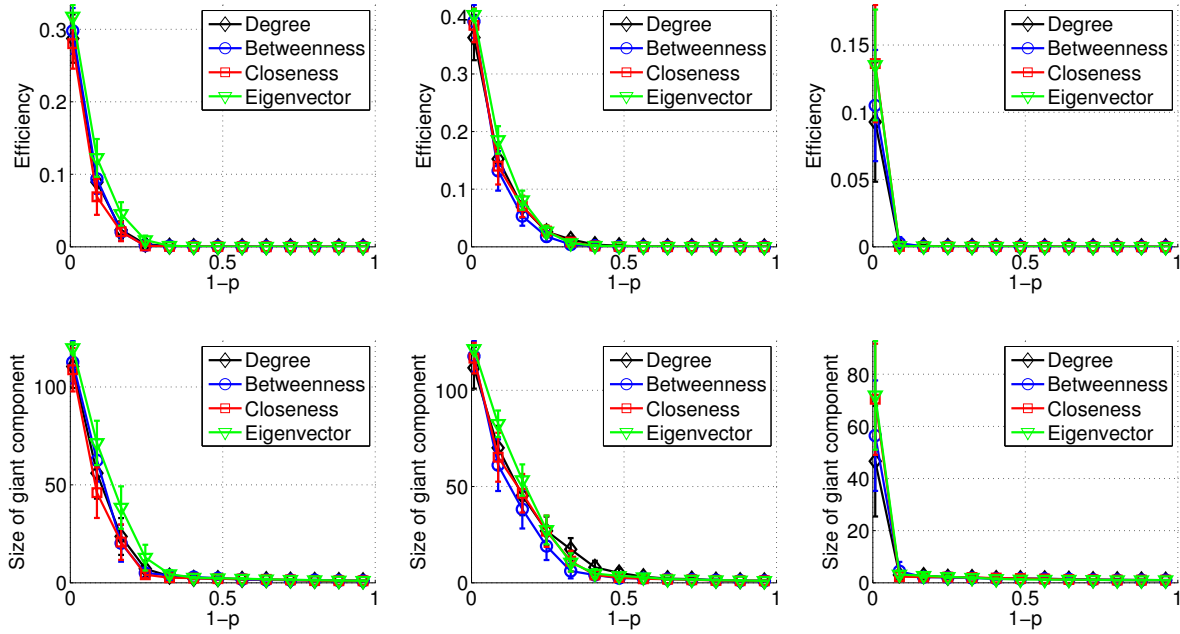 0.3
0.2
0.1
0
0
0.5
1
Efficiency
1−p
Degree
Betweenness
Closeness
Eigenvector
0.4
0.3
0.2
0.1
0
0
0.5
1
Efficiency
1−p
Degree
Betweenness
Closeness
Eigenvector
0.15
0.1
0.05
0
0
0.5
1
Efficiency
1−p
Degree
Betweenness
Closeness
Eigenvector
100
50
0
0
0.5
1
Size of giant component
1−p
Degree
Betweenness
Closeness
Eigenvector
100
50
0
0
0.5
1
Size of giant component
1−p
Degree
Betweenness
Closeness
Eigenvector
80
60
40
20
0
0
0.5
1
Size of giant component
1−p
Degree
Betweenness
Closeness
Eigenvector